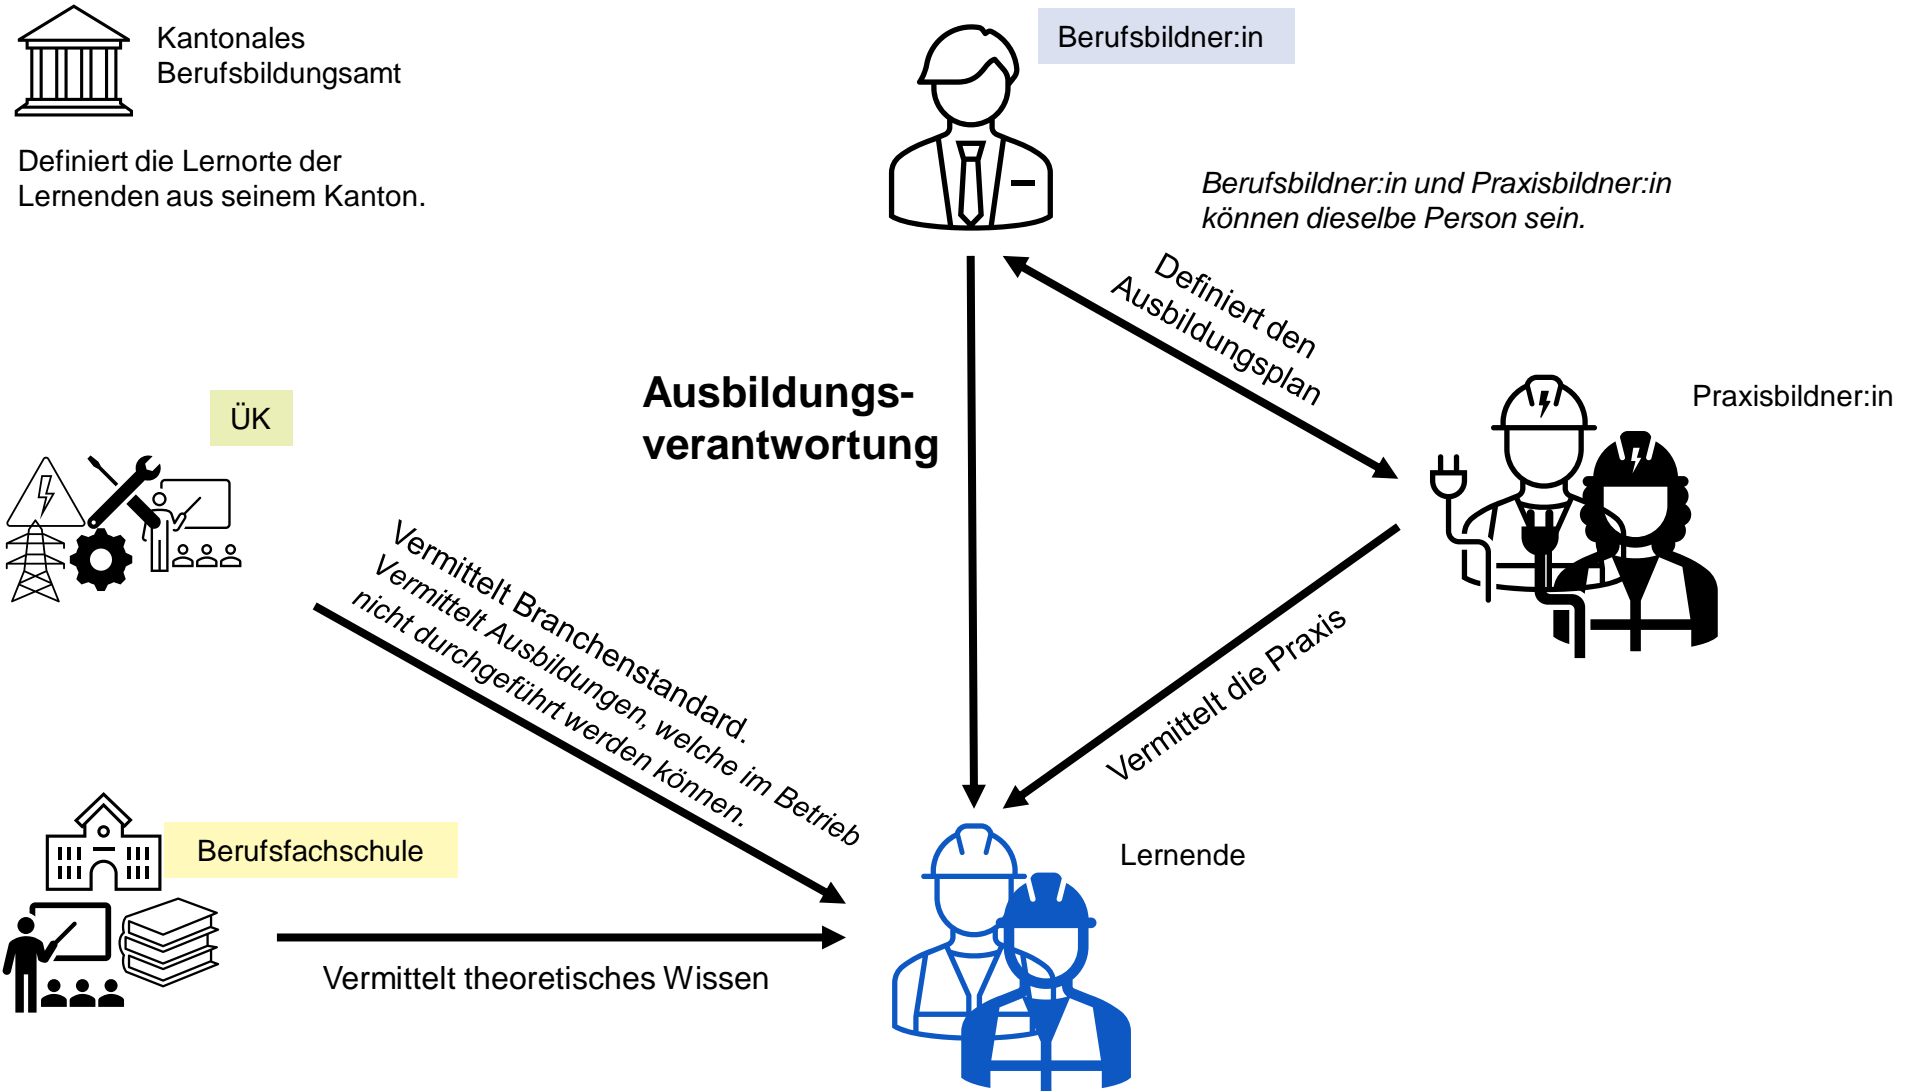 Kantonales
Berufsbildungsamt
Definiert die Lernorte der
Lernenden aus seinem Kanton.
Berufsbildner:in
Berufsbildner:in und Praxisbildner:in
können dieselbe Person sein.
Definiert den
Ausbildungsplan
Ausbildungs-
verantwortung
Praxisbildner:in
ÜK
Vermittelt Branchenstandard.
Vermittelt Ausbildungen, welche im Betrieb
nicht durchgeführt werden können.
Vermittelt die Praxis
Berufsfachschule
Lernende
Vermittelt theoretisches Wissen